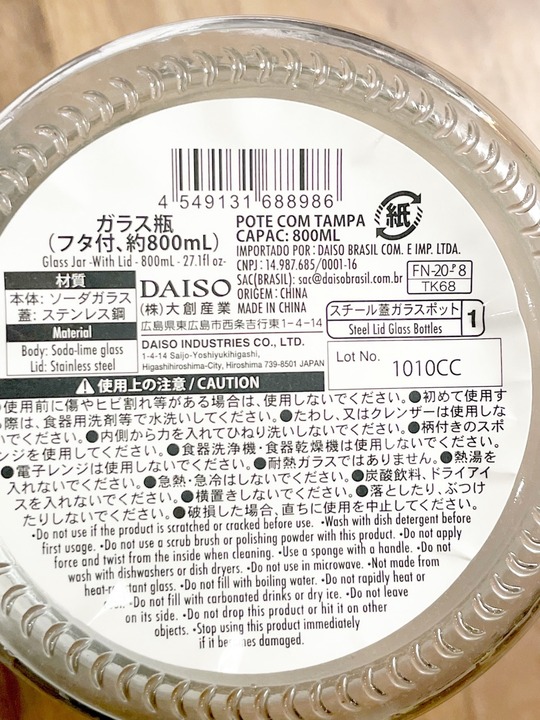 4 549131 688986
ガラス瓶
(フタ付、約800mL)
Glass Jar -With Lid - 800mL - 27.1fl oz-
POTE COM TAMPA
CAPAC: 800ML
IMPORTADO POR: DAISO BRASIL COM. E IMP. LTDA.
CNPJ: 14.987.685/0001-16
SAC(BRASIL): sac@daisobrasil.com.br
ORIGEM: CHINA
MADE IN CHINA
紙
FN-20-F8
TK68
材質
本体: ソーダガラス
蓋: ステンレス鋼
Material
Body: Soda-lime glass
Lid: Stainless steel
DAISO
(株)大創産業
広島県東広島市西条吉行東1-4-14
DAISO INDUSTRIES CO., LTD.
1-4-14 Saijo-Yoshiyukihigashi,
Higashihiroshima-City, Hiroshima 739-8501 JAPAN
スチール蓋ガラスポット
Steel Lid Glass Bottles
1
Lot No.
1010CC
使用上の注意 / CAUTION
使用前に傷やヒビ割れ等がある場合は、使用しないでください。●初めて使用す
際は、食器用洗剤等で水洗いしてください。●たわし、又はクレンザーは使用しな
いでください。●内側から力を入れてひねり洗いしないでください。●柄付きのスポ
ンジを使用してください。●食器洗浄機・食器乾燥機は使用しないでください。
●電子レンジは使用しないでください。●耐熱ガラスではありません。●熱湯を
入れないでください。●急熱・急冷はしないでください。●炭酸飲料、ドライアイ
スを入れないでください。●横置きしないでください。●落としたり、ぶつけ
たりしないでください。●破損した場合、直ちに使用を中止してください。
•Do not use if the product is scratched or cracked before use. •Wash with dish detergent before
first usage. •Do not use a scrub brush or polishing powder with this product. •Do not apply
force and twist from the inside when cleaning. •Use a sponge with a handle. •Do not
wash with dishwashers or dish dryers. •Do not use in microwave. •Not made from
heat-resistant glass. •Do not fill with boiling water. •Do not rapidly heat or
•Do not fill with carbonated drinks or dry ice. •Do not leave
on its side. •Do not drop this product or hit it on other
objects. •Stop using this product immediately
if it becomes damaged.